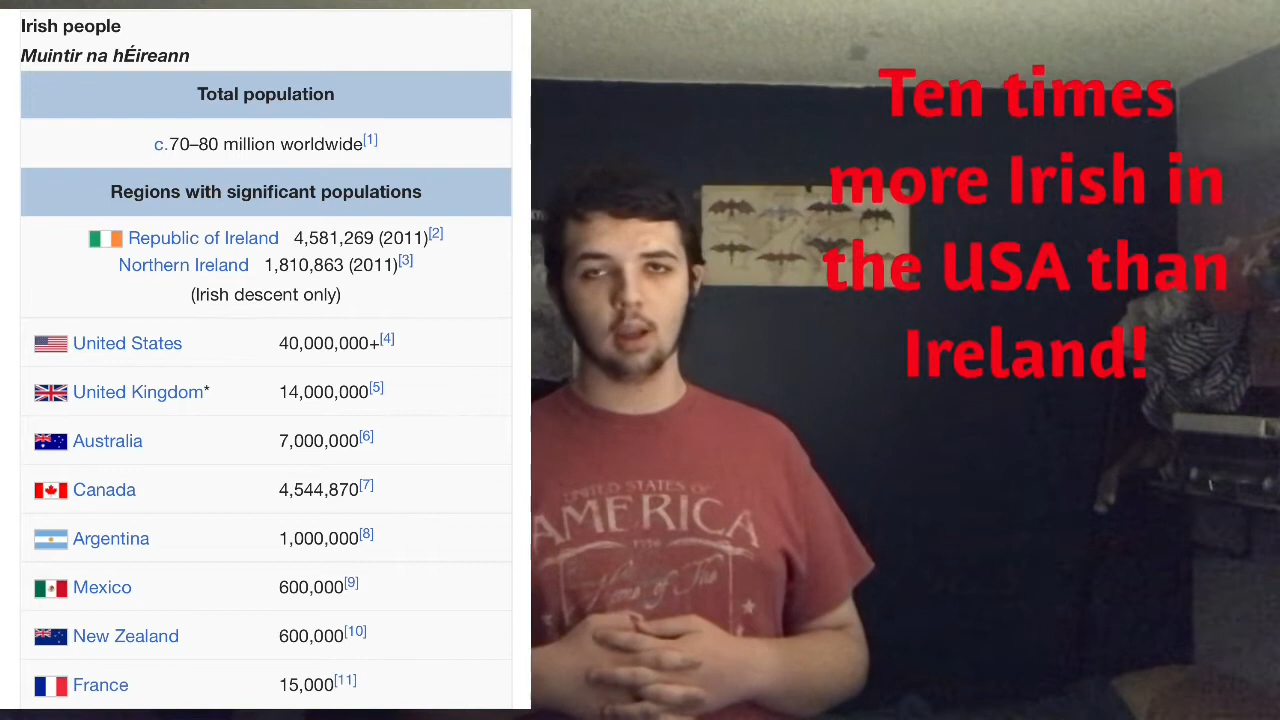 Irish people
Muintir na hÉireann
Total population
c.70–80 million worldwide[1]
Regions with significant populations
Republic of Ireland 4,581,269 (2011)[2]
Northern Ireland 1,810,863 (2011)[3]
(Irish descent only)
United States 40,000,000+[4]
United Kingdom* 14,000,000[5]
Australia 7,000,000[6]
Canada 4,544,870[7]
Argentina 1,000,000[8]
Mexico 600,000[9]
New Zealand 600,000[10]
France 15,000[11]
Ten times
more Irish in
the USA than
Ireland!
UNITED STATES OF
AMERICA
Home of The